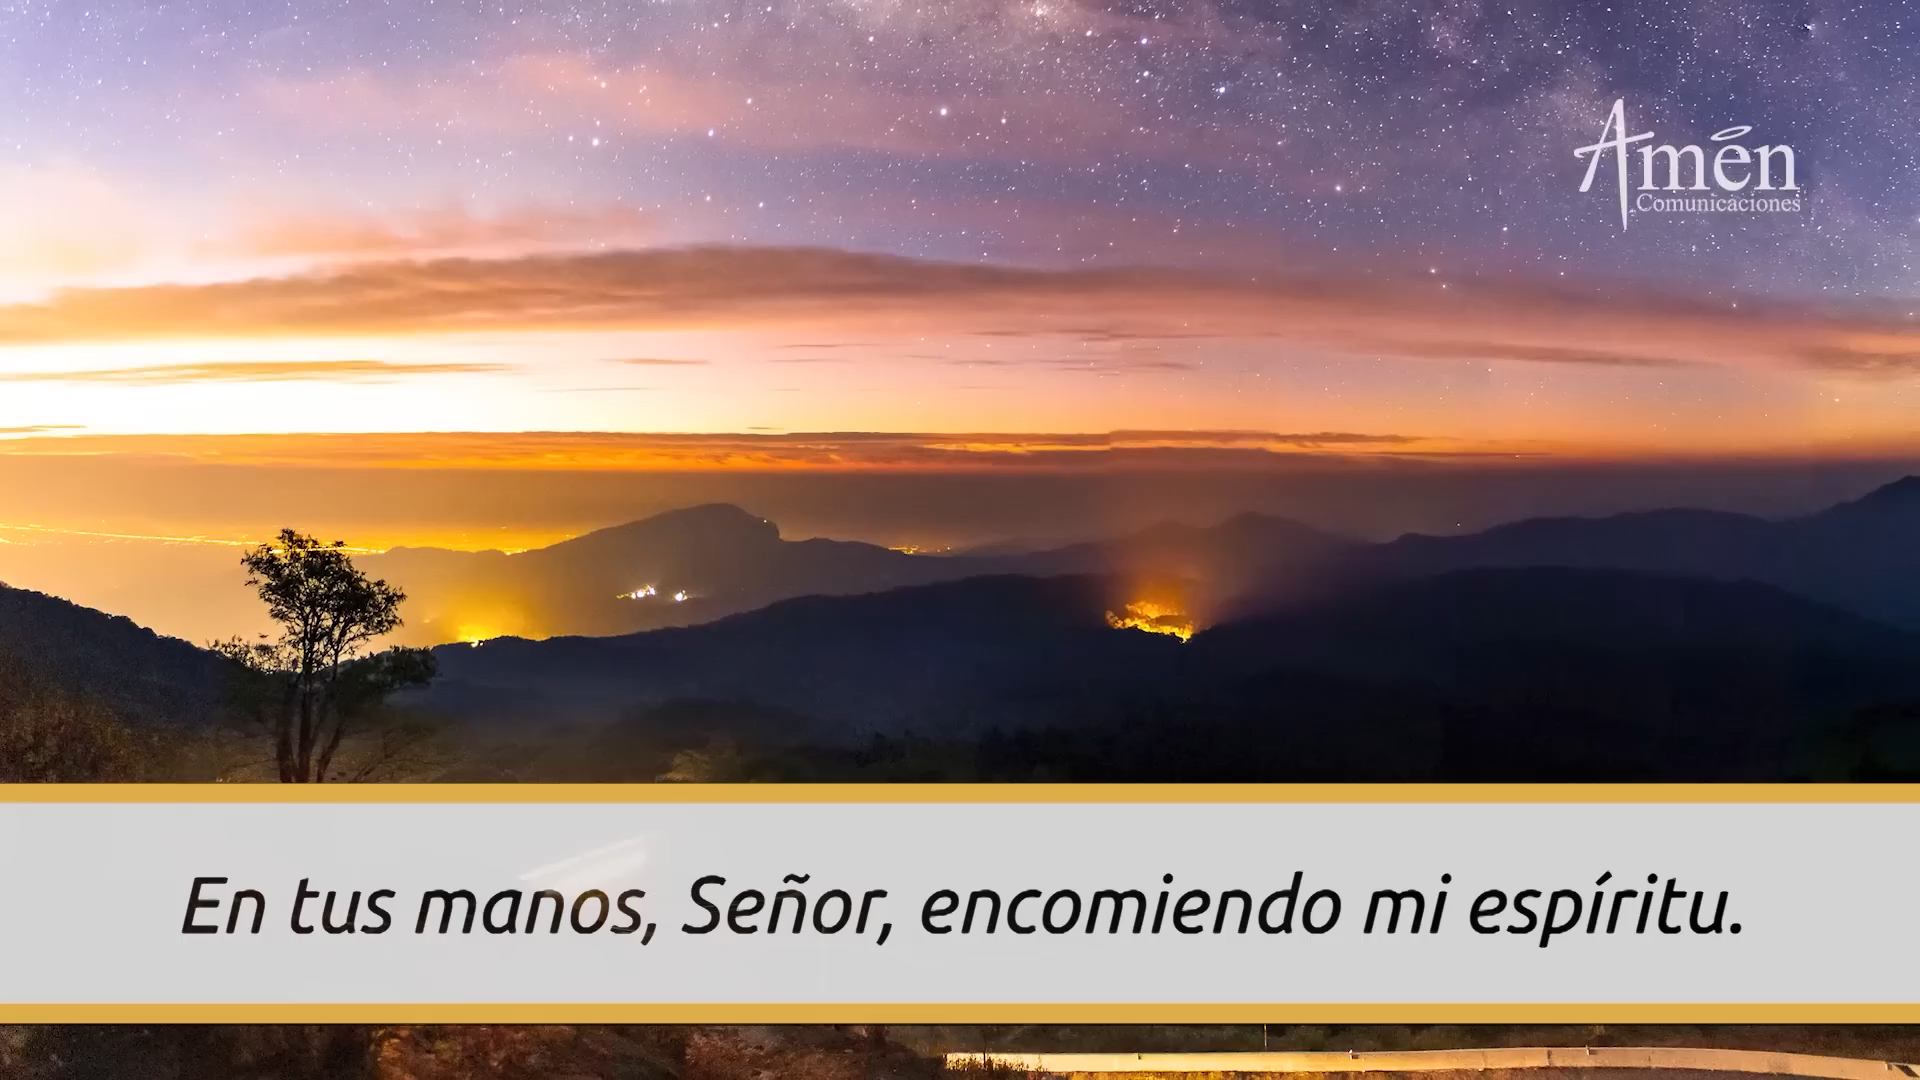 Amén
Comunicaciones
En tus manos, Señor, encomiendo mi espíritu.